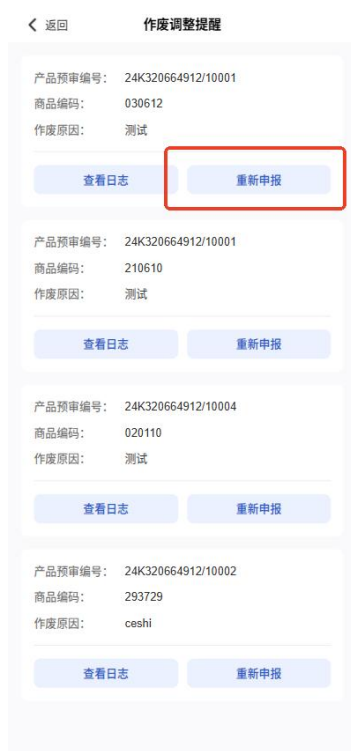 返回 作废调整提醒
产品预审编号： 24K320664912/10001
商品编码： 030612
作废原因： 测试
查看日志 重新申报
产品预审编号： 24K320664912/10001
商品编码： 210610
作废原因： 测试
查看日志 重新申报
产品预审编号： 24K320664912/10004
商品编码： 020110
作废原因： 测试
查看日志 重新申报
产品预审编号： 24K320664912/10002
商品编码： 293729
作废原因： ceshi
查看日志 重新申报